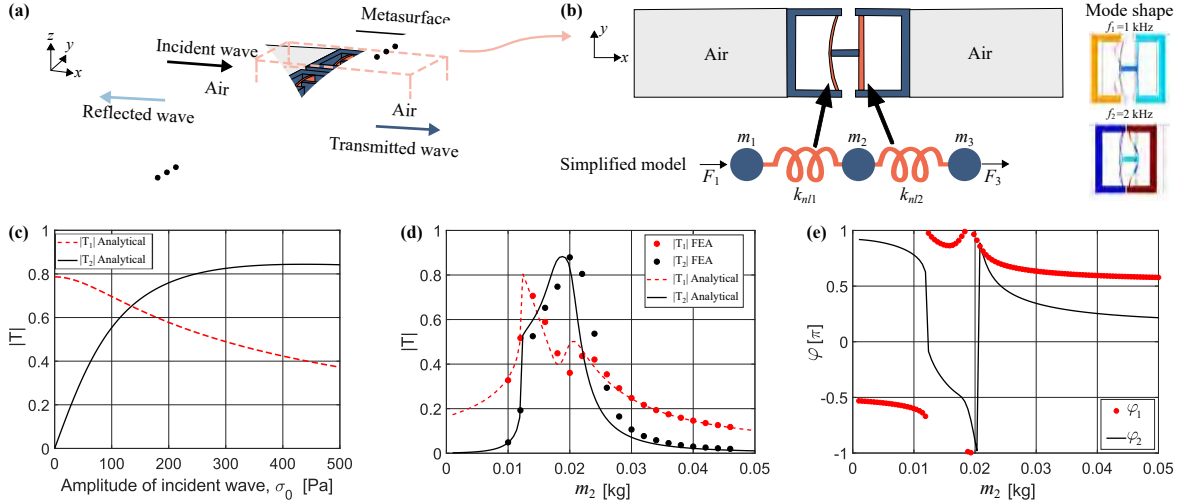 (a)
Metasurface
z
y
x
Incident wave
Air
Reflected wave
Air
Transmitted wave
(b)
y
x
Air
Air
Mode shape
f₁=1 kHz
f₂=2 kHz
Simplified model
m₁
m₂
m₃
F₁
F₃
kₙₗ₁
kₙₗ₂
(c)
|T|
1
0.8
0.6
0.4
0.2
0
|T₁| Analytical
|T₂| Analytical
0 100 200 300 400 500
Amplitude of incident wave, σ₀ [Pa]
(d)
|T|
1
0.8
0.6
0.4
0.2
0
|T₁| FEA
|T₂| FEA
|T₁| Analytical
|T₂| Analytical
0 0.01 0.02 0.03 0.04 0.05
m₂ [kg]
(e)
φ [π]
1
0.5
0
-0.5
-1
φ₁
φ₂
0 0.01 0.02 0.03 0.04 0.05
m₂ [kg]